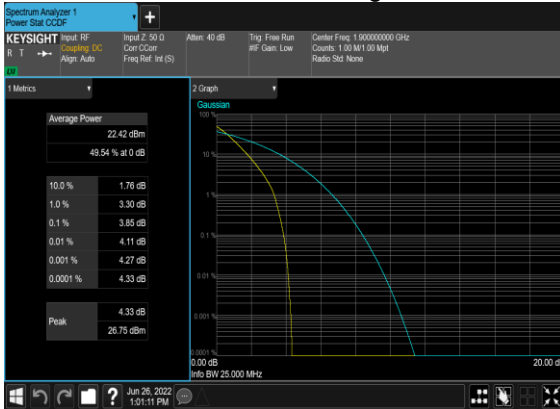 Spectrum Analyzer 1
Power Stat CCDF
+
KEYSIGHT
R T
LXI
Input: RF
Coupling: DC
Align: Auto
Input Z: 50 Ω
Corr CCorr
Freq Ref: Int (S)
Atten: 40 dB
Trig: Free Run
#IF Gain: Low
Center Freq: 1.900000000 GHz
Counts: 1.00 M/1.00 Mpt
Radio Std: None
1 Metrics
Average Power
22.42 dBm
49.54 % at 0 dB
10.0 % 1.76 dB
1.0 % 3.30 dB
0.1 % 3.85 dB
0.01 % 4.11 dB
0.001 % 4.27 dB
0.0001 % 4.33 dB
Peak
4.33 dB
26.75 dBm
2 Graph
Gaussian
100 %
10 %
1 %
0.1 %
0.01 %
0.001 %
0.0001 %
0.00 dB
20.00 d
Info BW 25.000 MHz
?
Jun 26, 2022
1:01:11 PM